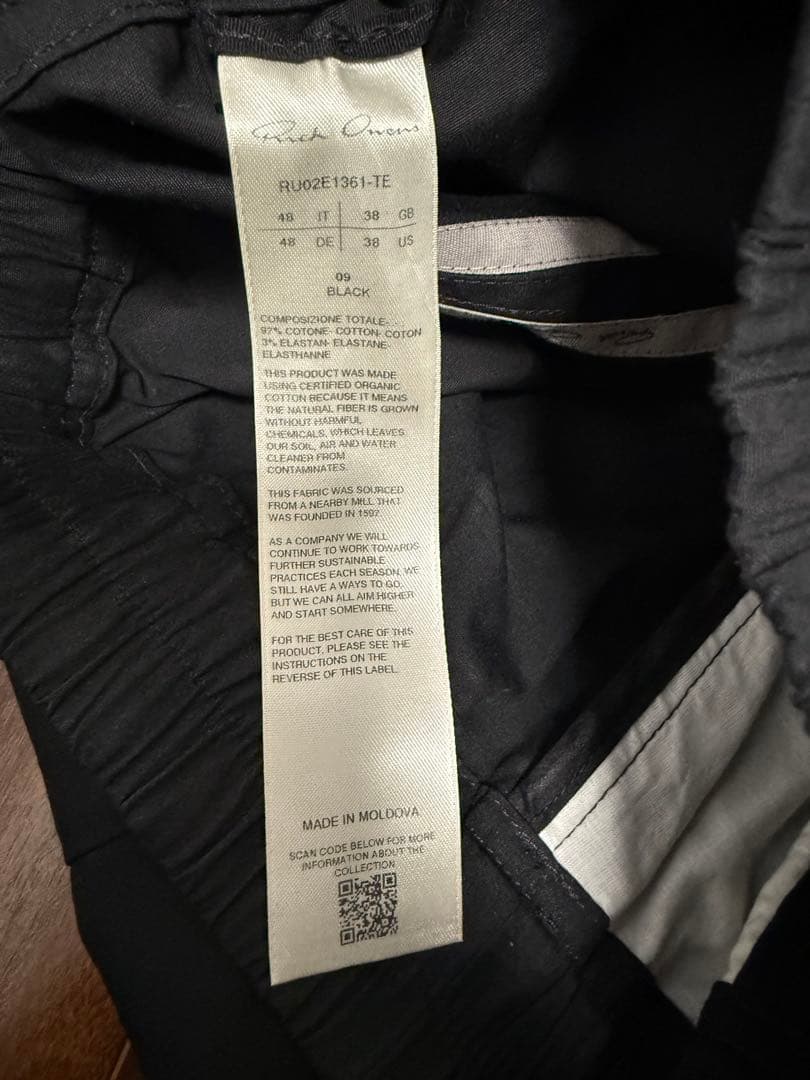 Rick Owens
RU02E1361-TE
48 IT 38 GB
48 DE 38 US
09
BLACK
COMPOSIZIONE TOTALE-
97% COTONE- COTTON- COTON
3% ELASTAN- ELASTANE-
ELASTHANNE
THIS PRODUCT WAS MADE
USING CERTIFIED ORGANIC
COTTON BECAUSE IT MEANS
THE NATURAL FIBER IS GROWN
WITHOUT HARMFUL
CHEMICALS, WHICH LEAVES
OUR SOIL, AIR AND WATER
CLEANER FROM
CONTAMINATES.
THIS FABRIC WAS SOURCED
FROM A NEARBY MILL THAT
WAS FOUNDED IN 1597.
AS A COMPANY WE WILL
CONTINUE TO WORK TOWARDS
FURTHER SUSTAINABLE
PRACTICES EACH SEASON. WE
STILL HAVE A WAYS TO GO,
BUT WE CAN ALL AIM HIGHER
AND START SOMEWHERE.
FOR THE BEST CARE OF THIS
PRODUCT, PLEASE SEE THE
INSTRUCTIONS ON THE
REVERSE OF THIS LABEL.
MADE IN MOLDOVA
SCAN CODE BELOW FOR MORE
INFORMATION ABOUT THE
COLLECTION